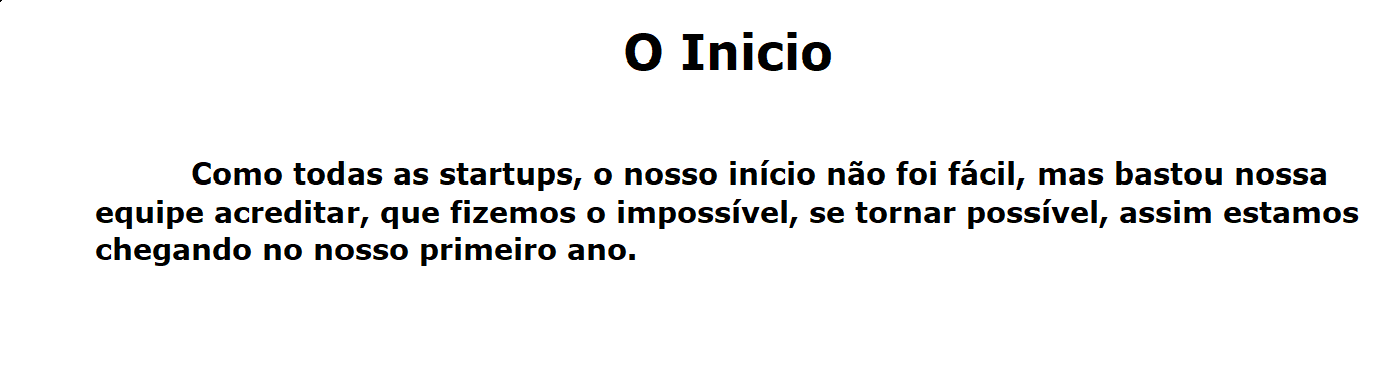 O Inicio
Como todas as startups, o nosso início não foi fácil, mas bastou nossa
equipe acreditar, que fizemos o impossível, se tornar possível, assim estamos
chegando no nosso primeiro ano.